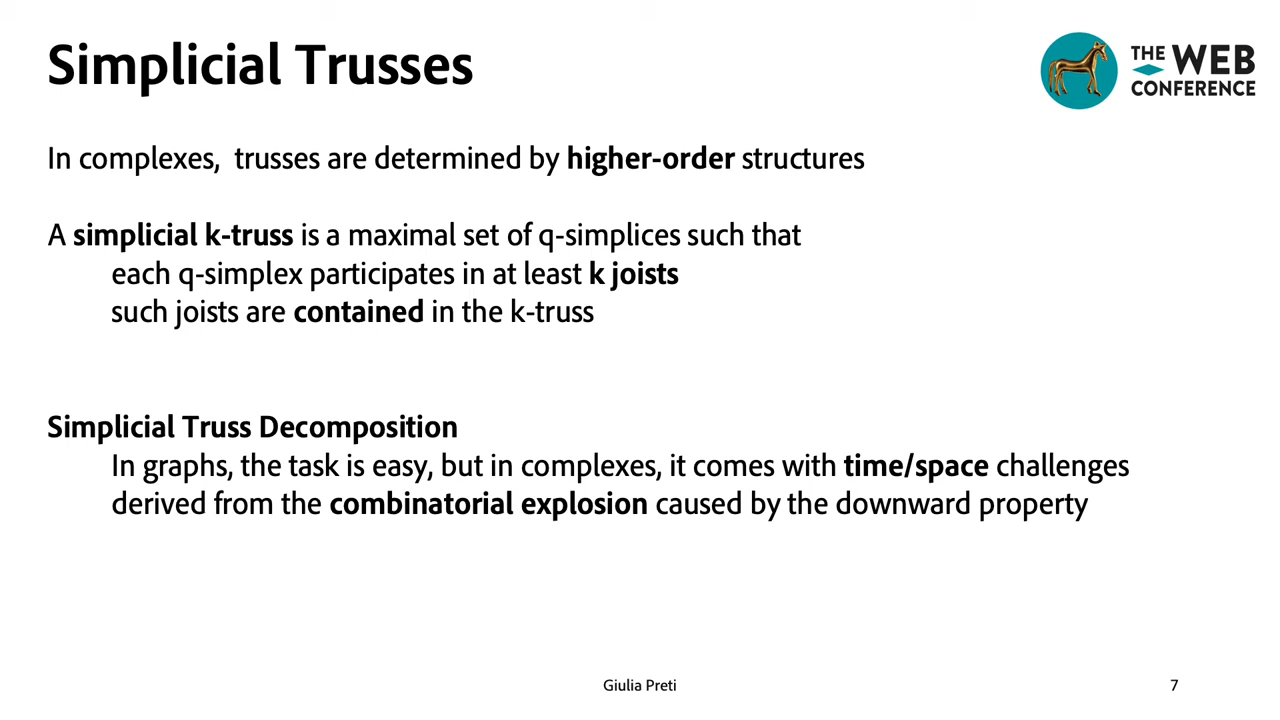 Simplicial Trusses
THE WEB
CONFERENCE
In complexes, trusses are determined by higher-order structures
A simplicial k-truss is a maximal set of q-simplices such that
each q-simplex participates in at least k joists
such joists are contained in the k-truss
Simplicial Truss Decomposition
In graphs, the task is easy, but in complexes, it comes with time/space challenges
derived from the combinatorial explosion caused by the downward property
Giulia Preti
7